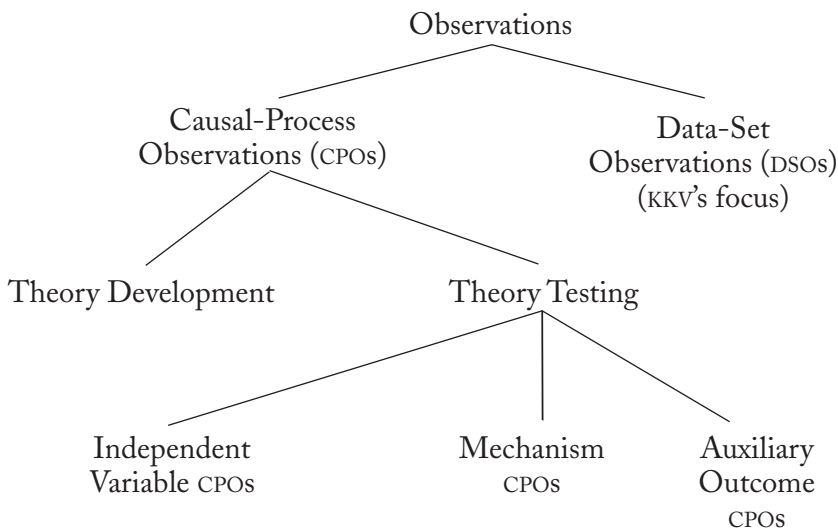 Observations
Causal-Process
Observations (CPOs)
Data-Set
Observations (DSOs)
(KKV's focus)
Theory Development
Theory Testing
Independent
Variable CPOs
Mechanism
CPOs
Auxiliary
Outcome
CPOs